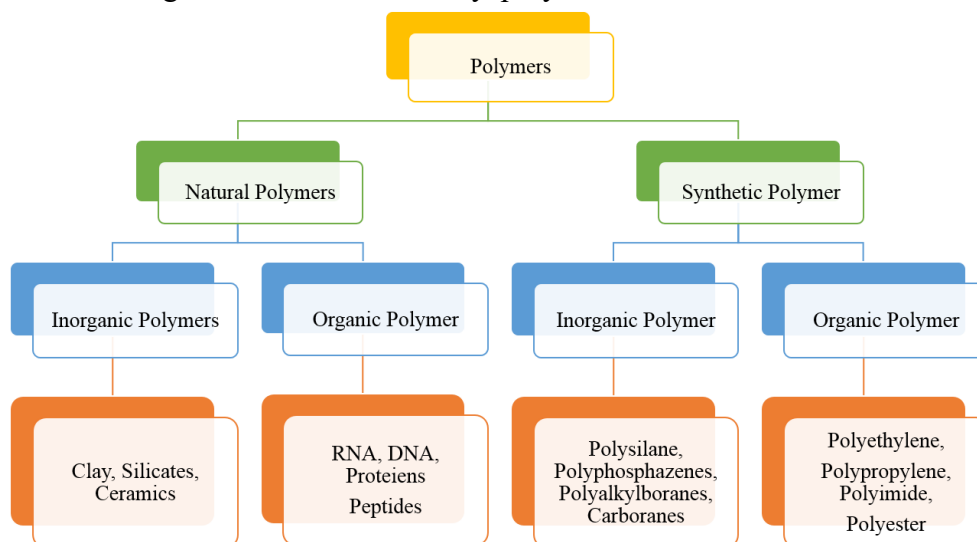 Polymers
Natural Polymers
Synthetic Polymer
Inorganic Polymers
Organic Polymer
Inorganic Polymer
Organic Polymer
Clay, Silicates,
Ceramics
RNA, DNA,
Proteiens
Peptides
Polysilane,
Polyphosphazenes,
Polyalkylboranes,
Carboranes
Polyethylene,
Polypropylene,
Polyimide,
Polyester